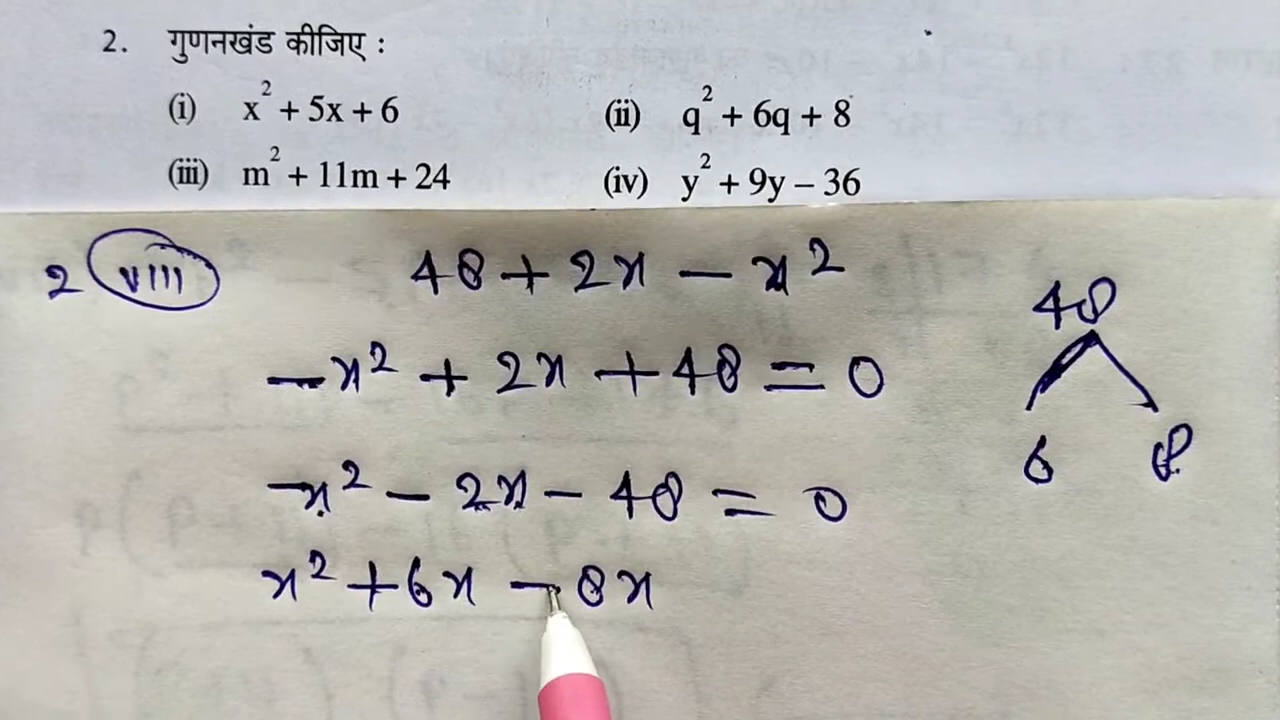 2. गुणनखंड कीजिए :
(i) x² + 5x + 6 (ii) q² + 6q + 8
(iii) m² + 11m + 24 (iv) y² + 9y – 36
2 (viii) 48 + 2x – x²
– x² + 2x + 48 = 0
– x² – 2x – 48 = 0
x² + 6x – 8x
48
6 8